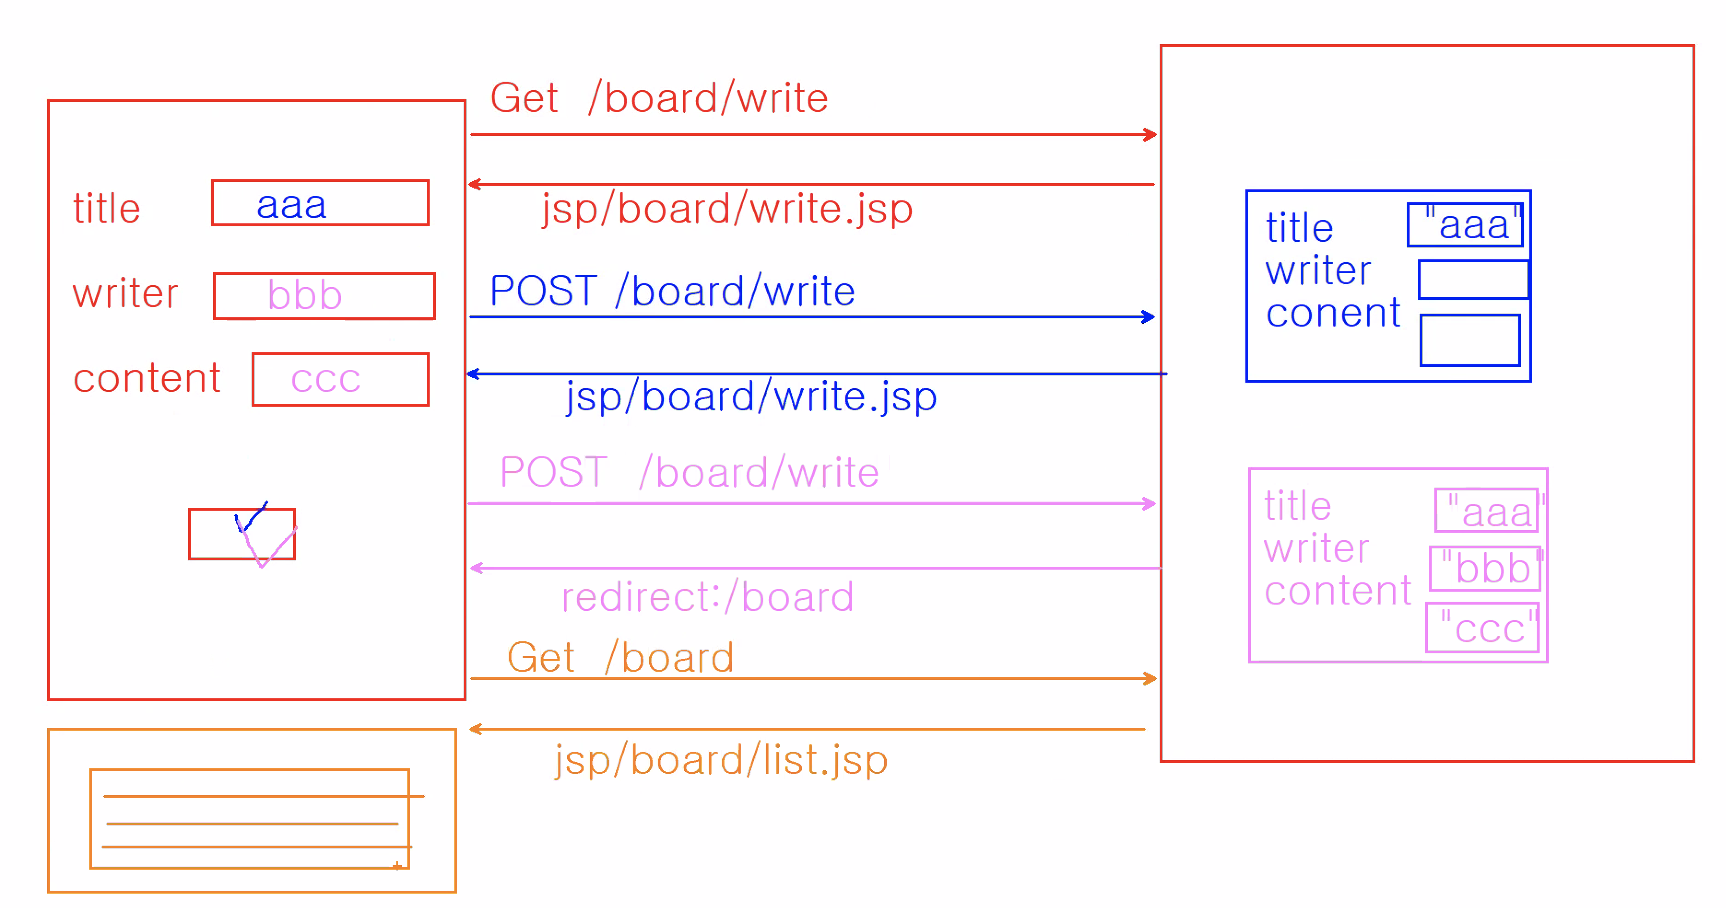 Get /board/write
jsp/board/write.jsp
title aaa
writer bbb
content ccc
POST /board/write
jsp/board/write.jsp
POST /board/write
redirect:/board
Get /board
jsp/board/list.jsp
title "aaa"
writer
conent
title "aaa"
writer "bbb"
content "ccc"